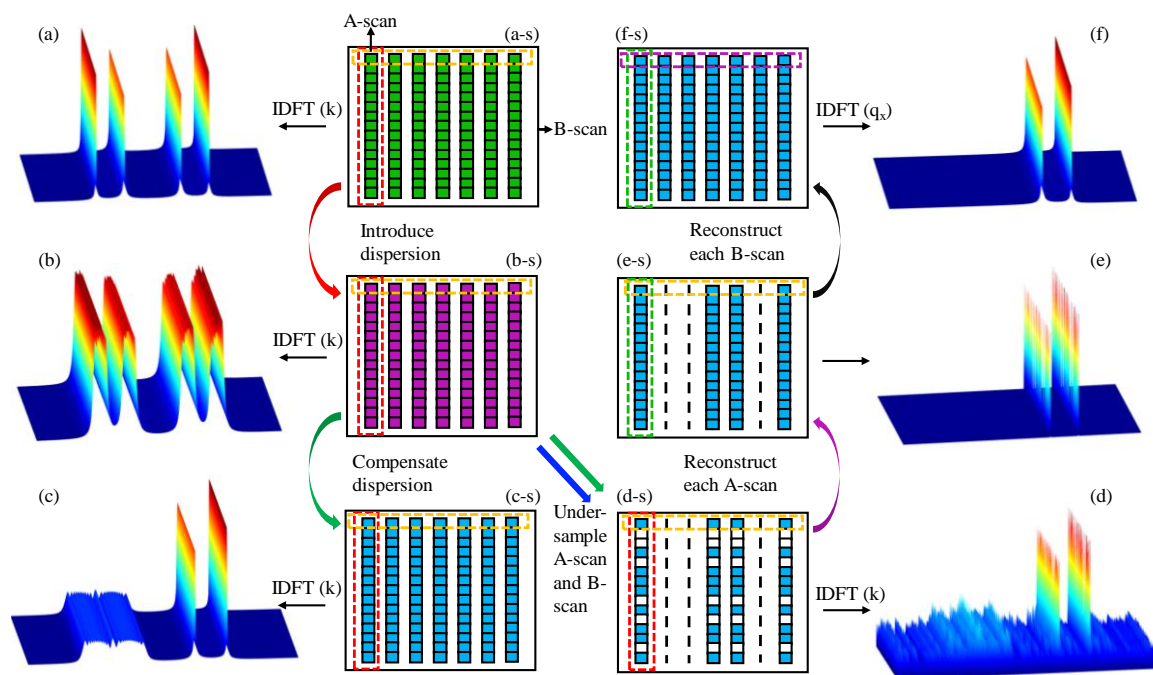 A-scan
(a)
(a-s)
(f-s)
(f)
IDFT (k)
B-scan
IDFT (qx)
Introduce
dispersion
Reconstruct
each B-scan
(b)
(b-s)
(e-s)
(e)
IDFT (k)
Compensate
dispersion
Reconstruct
each A-scan
(c)
(c-s)
(d-s)
(d)
Under-
sample
A-scan
and B-
scan
IDFT (k)
IDFT (k)